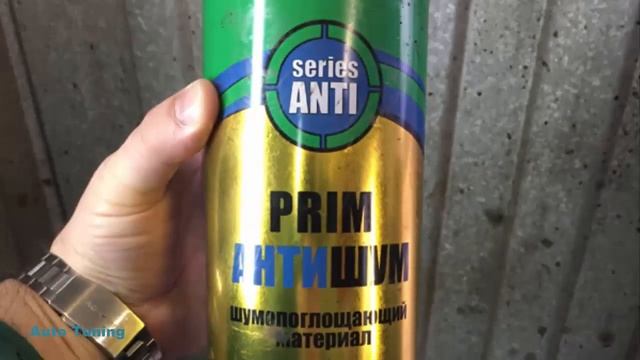 series
ANTI
PRIM
АНТИШУМ
шумопоглощающий
материал
Auto Tuning